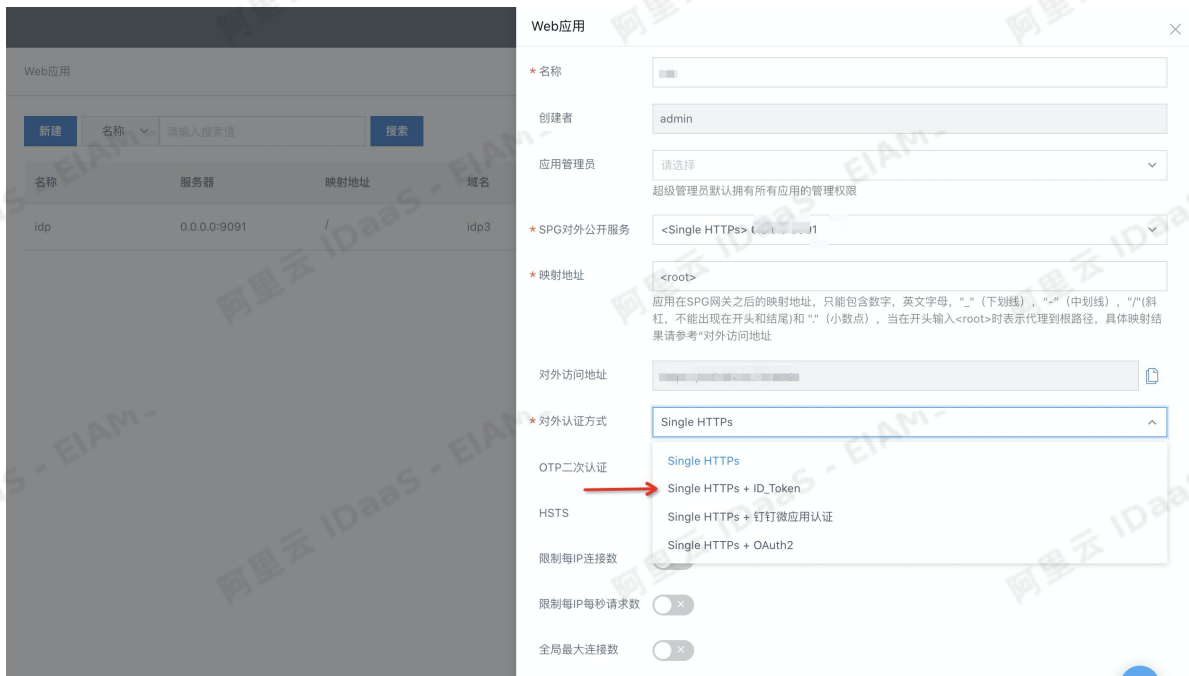 Web应用
新建
名称
请输入搜索值
搜索
名称 服务器 映射地址 域名
idp 0.0.0.0:9091 / idp3
Web应用
* 名称
创建者
admin
应用管理员
请选择
超级管理员默认拥有所有应用的管理权限
* SPG对外公开服务
<Single HTTPs>
* 映射地址
<root>
应用在SPG网关之后的映射地址，只能包含数字，英文字母，"_"（下划线），"-"（中划线），"/"(斜
杠，不能出现在开头和结尾)和 "."（小数点），当在开头输入<root>时表示代理到根路径，具体映射结
果请参考"对外访问地址
对外访问地址
* 对外认证方式
Single HTTPs
Single HTTPs
Single HTTPs + ID_Token
Single HTTPs + 钉钉微应用认证
Single HTTPs + OAuth2
OTP二次认证
HSTS
限制每IP连接数
限制每IP每秒请求数
全局最大连接数
阿里云 IDaaS - EIAM_